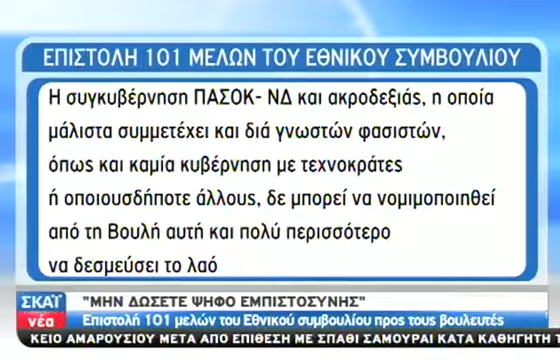 ΕΠΙΣΤΟΛΗ 101 ΜΕΛΩΝ ΤΟΥ ΕΘΝΙΚΟΥ ΣΥΜΒΟΥΛΙΟΥ
Η συγκυβέρνηση ΠΑΣΟΚ- ΝΔ και ακροδεξιάς, η οποία
μάλιστα συμμετέχει και διά γνωστών φασιστών,
όπως και καμία κυβέρνηση με τεχνοκράτες
ή οποιουσδήποτε άλλους, δε μπορεί να νομιμοποιηθεί
από τη Βουλή αυτή και πολύ περισσότερο
να δεσμεύσει το λαό
ΣΚΑΪ
νέα
"ΜΗΝ ΔΩΣΕΤΕ ΨΗΦΟ ΕΜΠΙΣΤΟΣΥΝΗΣ"
Επιστολή 101 μελών του Εθνικού συμβουλίου προς τους βουλευτές
ΚΕΙΟ ΑΜΑΡΟΥΣΙΟΥ ΜΕΤΑ ΑΠΟ ΕΠΙΘΕΣΗ ΜΕ ΣΠΑΘΙ ΣΑΜΟΥΡΑΙ ΚΑΤΑ ΚΑΘΗΓΗΤΗ